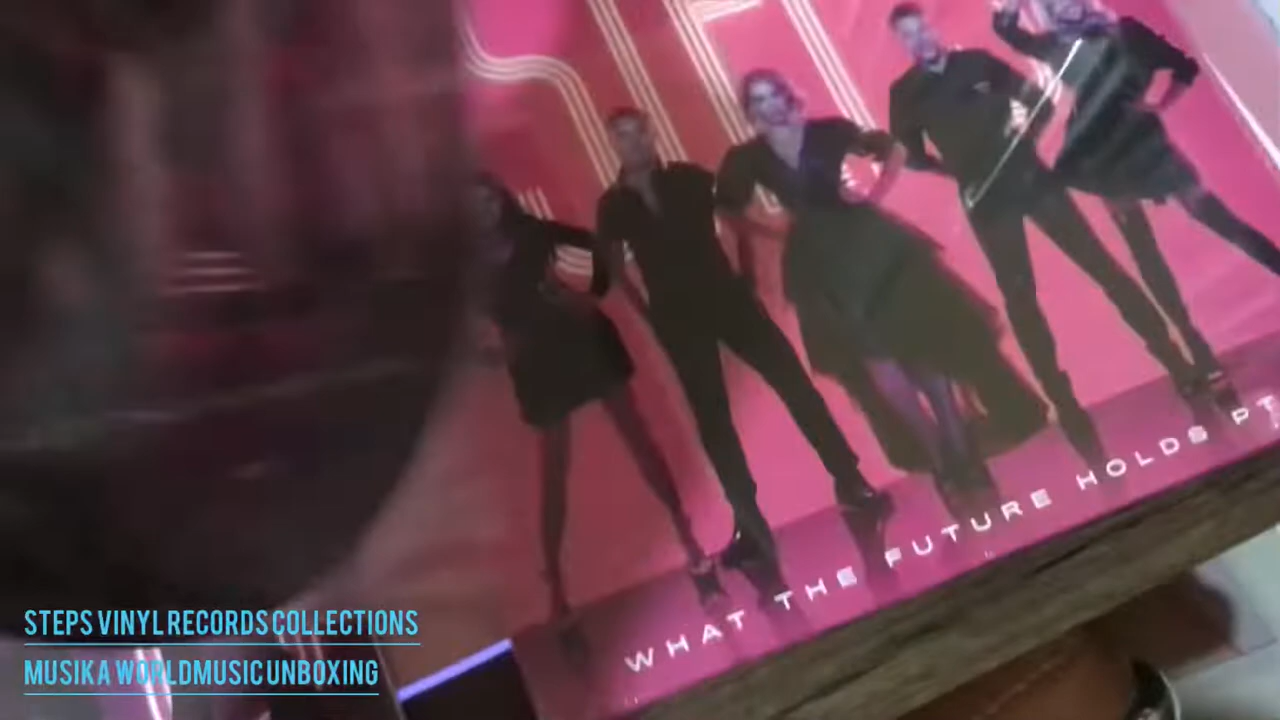 WHAT THE FUTURE HOLDS PT
STEPS VINYL RECORDS COLLECTIONS
MUSIKA WORLDMUSIC UNBOXING